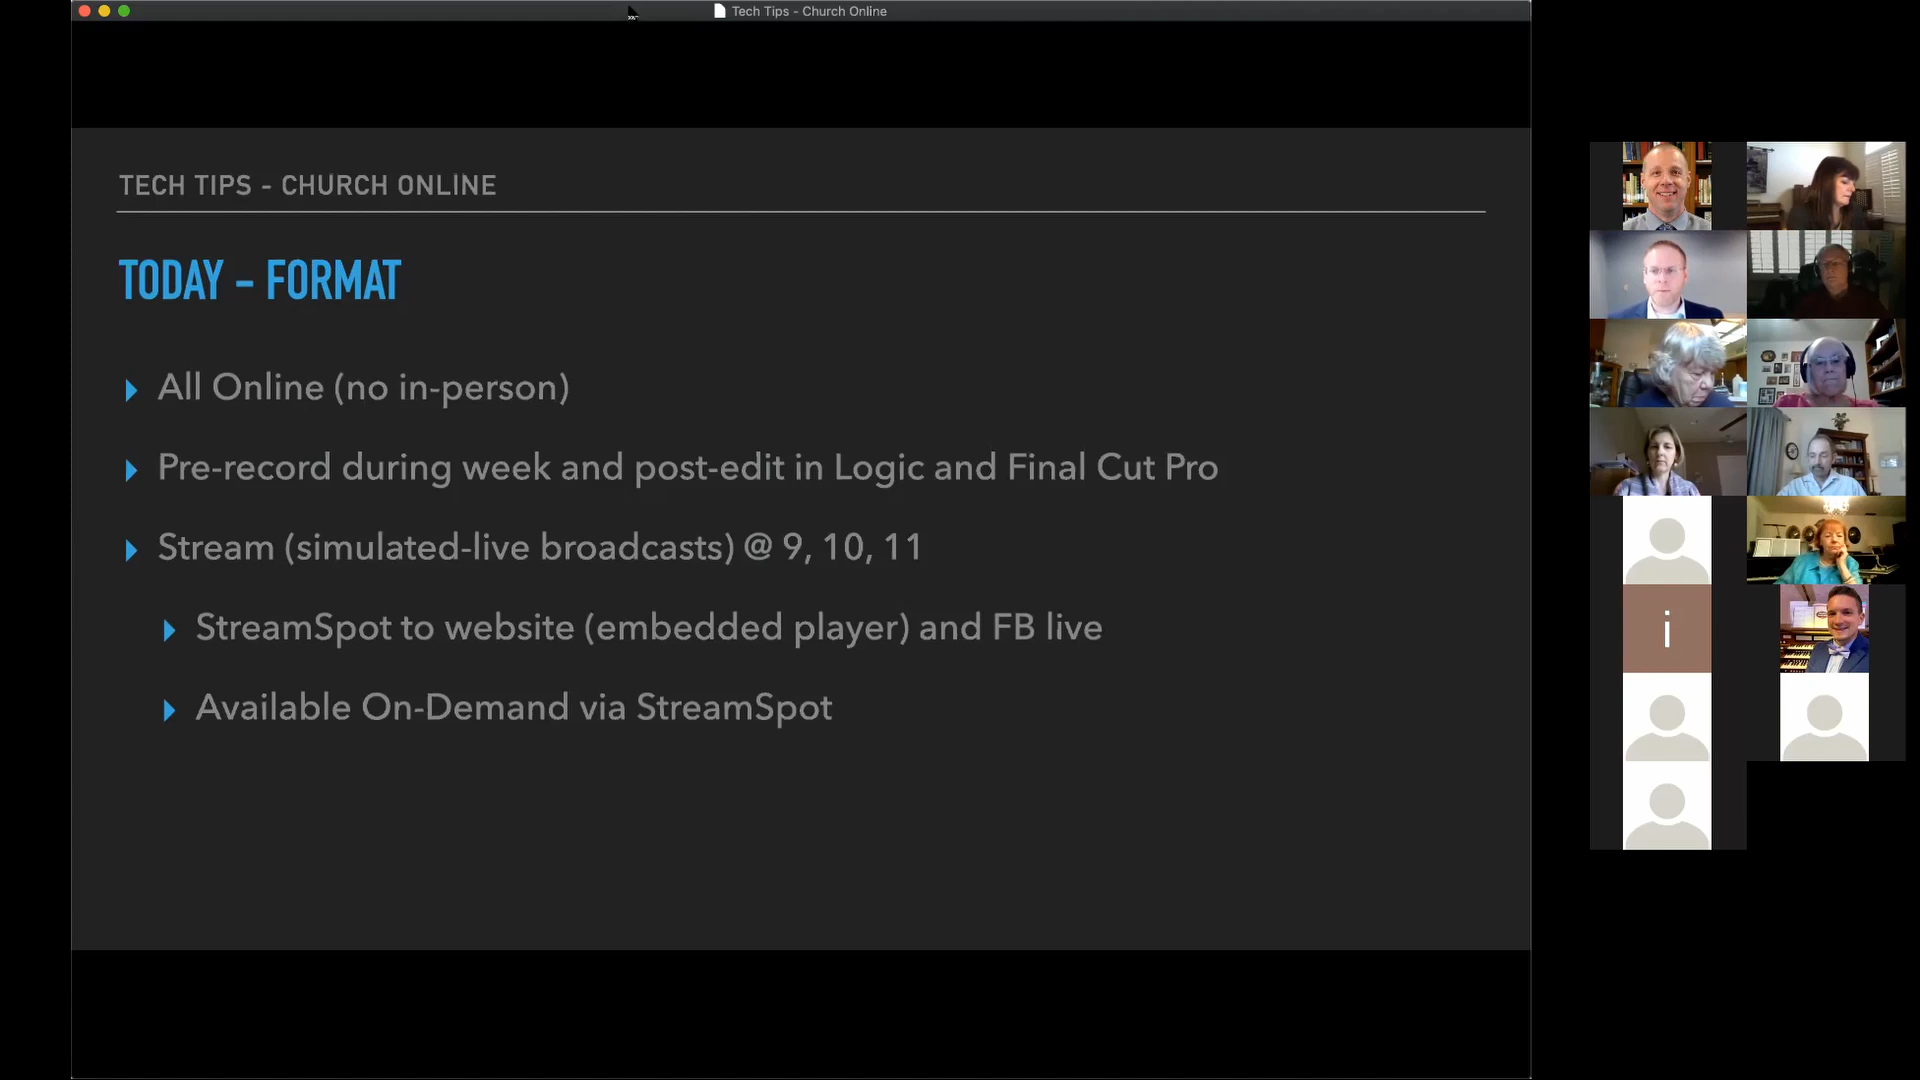 Tech Tips - Church Online
TECH TIPS - CHURCH ONLINE
TODAY – FORMAT
All Online (no in-person)
Pre-record during week and post-edit in Logic and Final Cut Pro
Stream (simulated-live broadcasts) @ 9, 10, 11
StreamSpot to website (embedded player) and FB live
Available On-Demand via StreamSpot
i